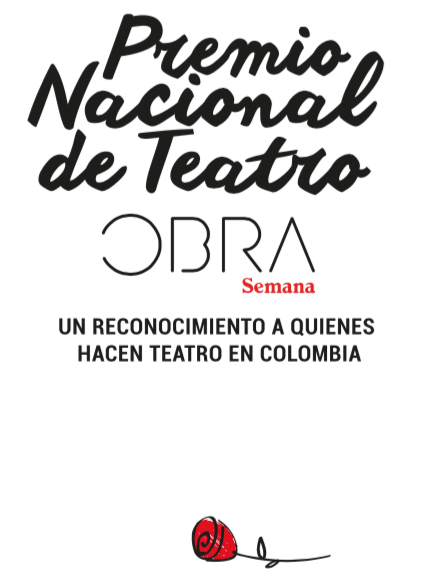 Premio
Nacional
de Teatro
OBRA
Semana
UN RECONOCIMIENTO A QUIENES
HACEN TEATRO EN COLOMBIA